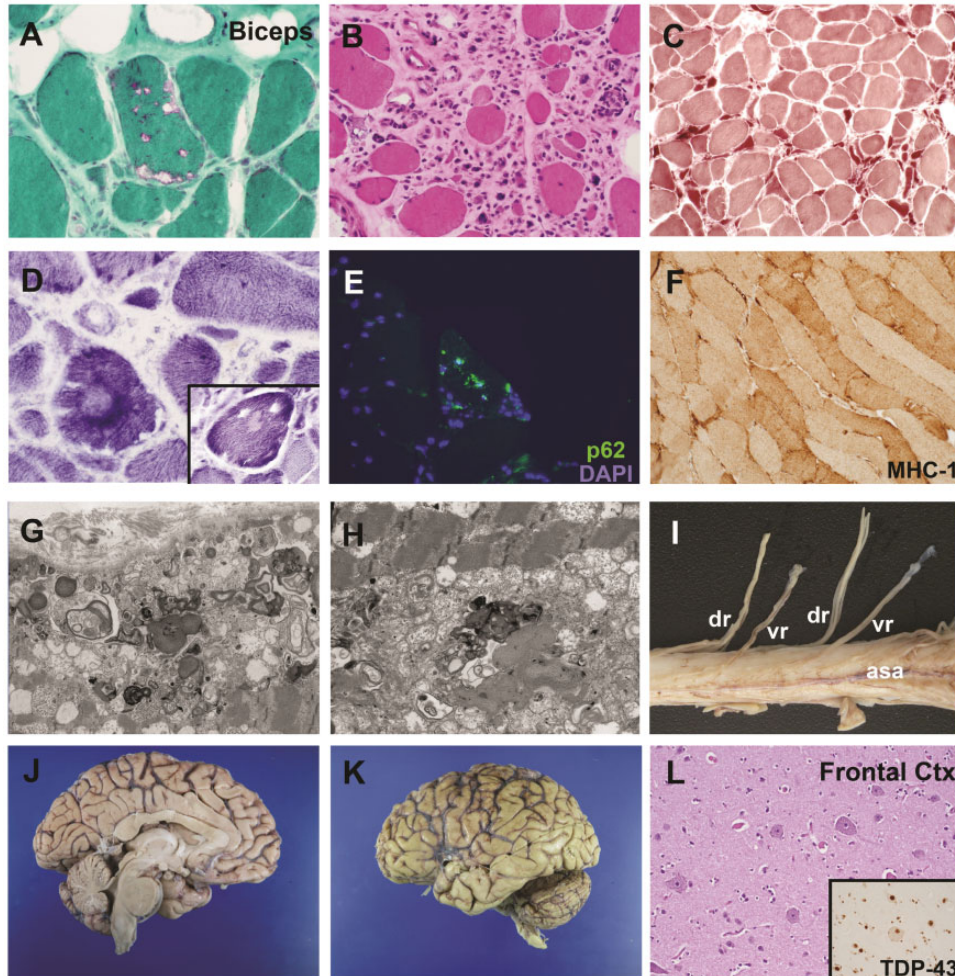 A
Biceps
B
C
D
E
p62
DAPI
F
MHC-1
G
H
I
dr
vr
dr
vr
asa
J
K
L
Frontal Ctx
TDP-43